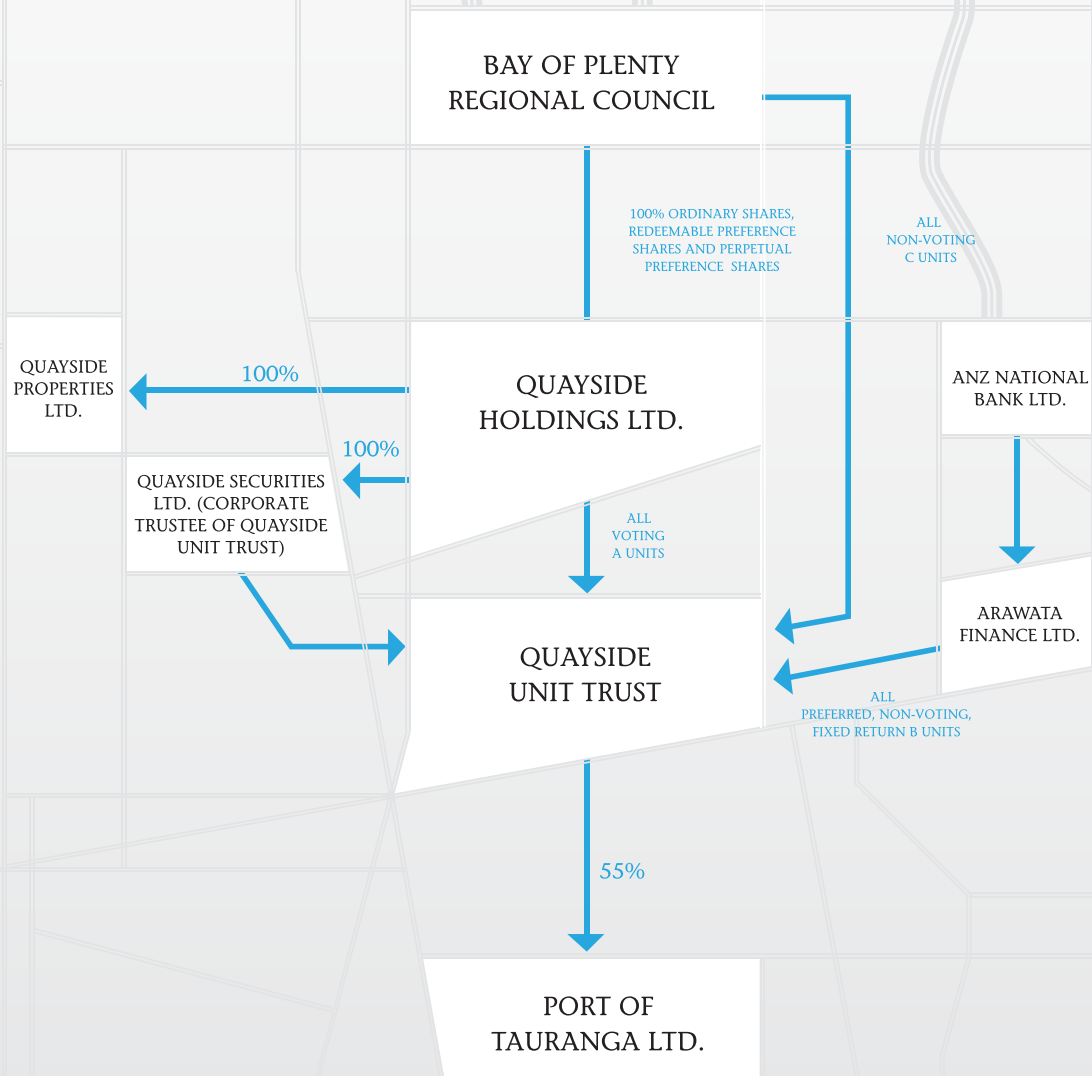 BAY OF PLENTY
REGIONAL COUNCIL
100% ORDINARY SHARES,
REDEEMABLE PREFERENCE
SHARES AND PERPETUAL
PREFERENCE SHARES
ALL
NON-VOTING
C UNITS
QUAYSIDE
PROPERTIES
LTD.
100%
QUAYSIDE
HOLDINGS LTD.
ANZ NATIONAL
BANK LTD.
100%
QUAYSIDE SECURITIES
LTD. (CORPORATE
TRUSTEE OF QUAYSIDE
UNIT TRUST)
ALL
VOTING
A UNITS
QUAYSIDE
UNIT TRUST
ARAWATA
FINANCE LTD.
ALL
PREFERRED, NON-VOTING,
FIXED RETURN B UNITS
55%
PORT OF
TAURANGA LTD.